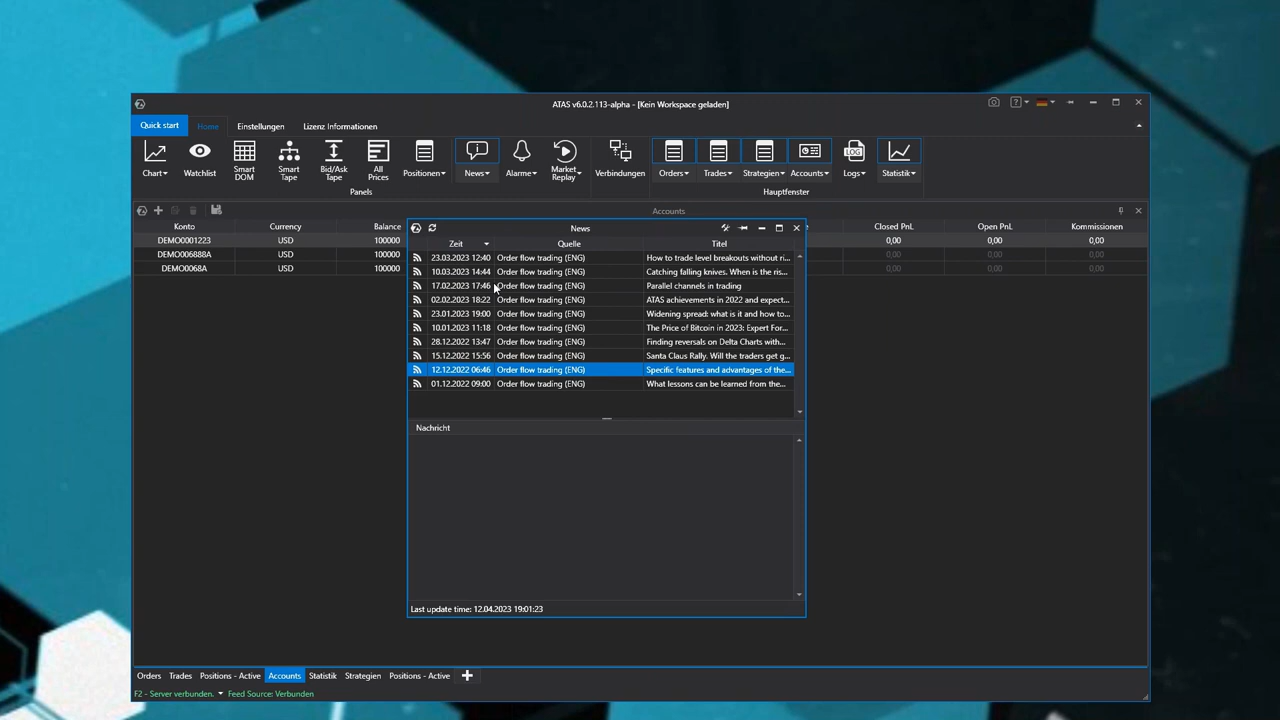 ATAS v6.0.2.113-alpha - [Kein Workspace geladen]
Quick start Home Einstellungen Lizenz Informationen
Chart Watchlist Smart DOM Smart Tape Bid/Ask Tape All Prices Positionen News Alarme Market Replay Verbindungen Orders Trades Strategien Accounts LOG Logs Statistik
Panels Hauptfenster
Accounts
Konto Currency Balance Closed PnL Open PnL Kommissionen
DEMO0001223 USD 100000 0,00 0,00 0,00
DEMO006888A USD 100000 0,00 0,00 0,00
DEMO0068A USD 100000 0,00 0,00 0,00
News
Zeit Quelle Titel
23.03.2023 12:40 Order flow trading (ENG) How to trade level breakouts without ri...
10.03.2023 14:44 Order flow trading (ENG) Catching falling knives. When is the ris...
17.02.2023 17:46 Order flow trading (ENG) Parallel channels in trading
02.02.2023 18:22 Order flow trading (ENG) ATAS achievements in 2022 and expect...
23.01.2023 19:00 Order flow trading (ENG) Widening spread: what is it and how to...
10.01.2023 11:18 Order flow trading (ENG) The Price of Bitcoin in 2023: Expert For...
28.12.2022 13:47 Order flow trading (ENG) Finding reversals on Delta Charts with...
15.12.2022 15:56 Order flow trading (ENG) Santa Claus Rally. Will the traders get g...
12.12.2022 06:46 Order flow trading (ENG) Specific features and advantages of the...
01.12.2022 09:00 Order flow trading (ENG) What lessons can be learned from the...
Nachricht
Last update time: 12.04.2023 19:01:23
Orders Trades Positions - Active Accounts Statistik Strategien Positions - Active
F2 - Server verbunden. Feed Source: Verbunden